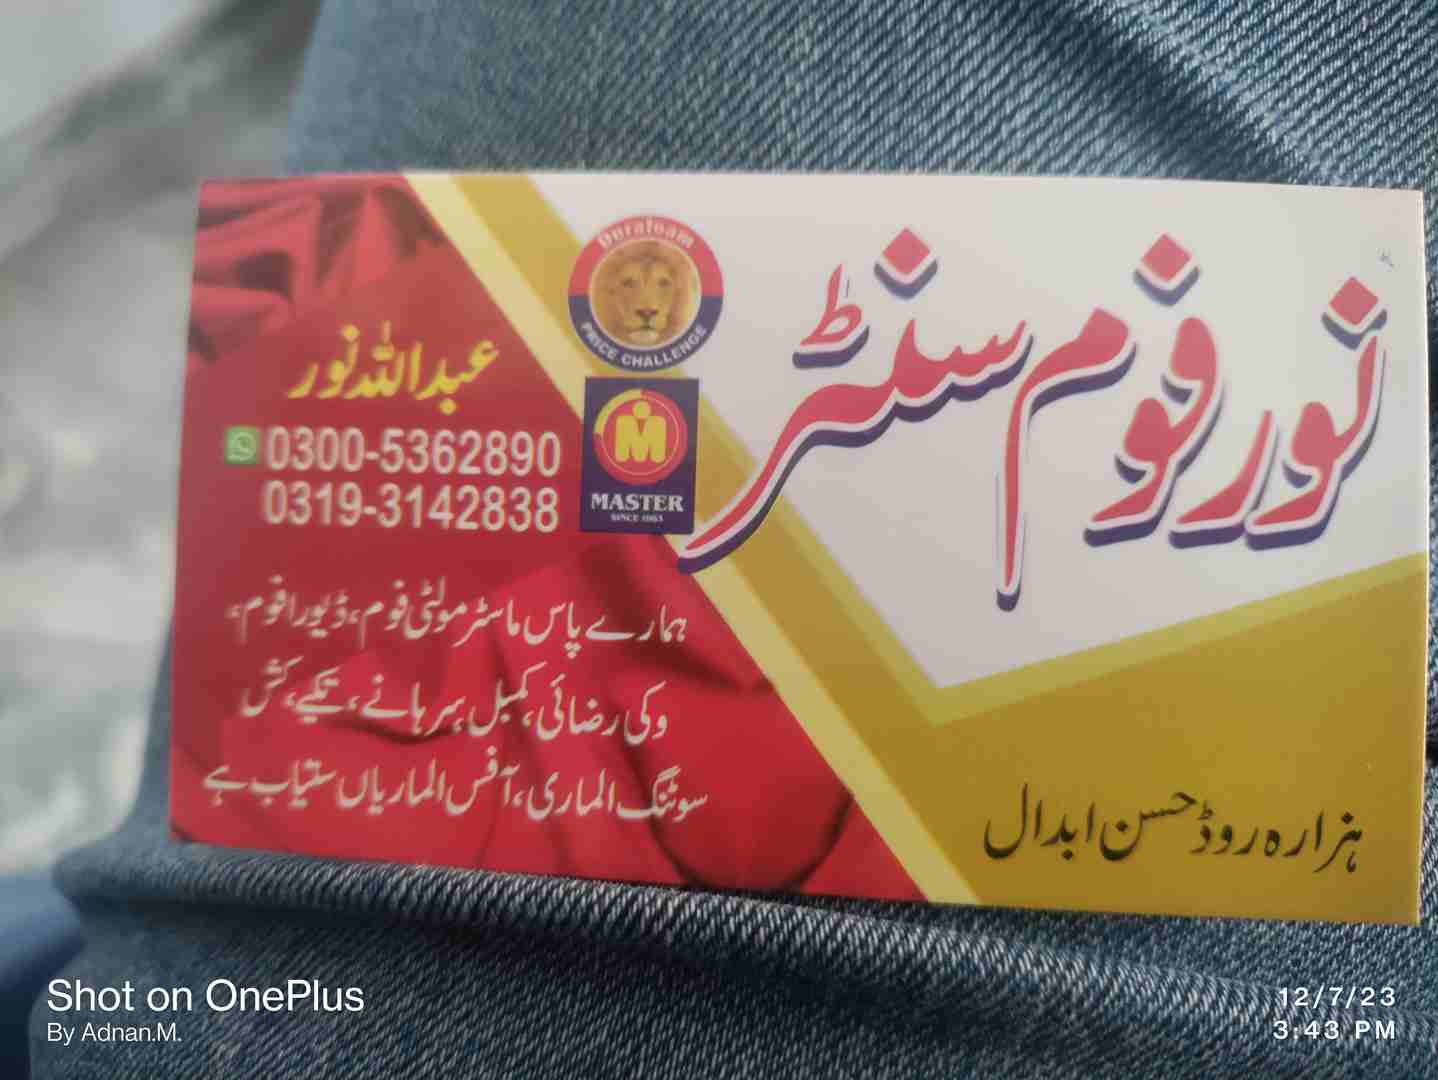 نور فوم سنٹر
Durafoam
PRICE CHALLENGE
M
MASTER
SINCE 1963
عبداللہ نور
0300-5362890
0319-3142838
ہمارے پاس ماسٹر مولٹی فوم، ڈیورافوم،
وکی رضائی، کمبل سرہانے، تکیے، کش
سوٹنگ الماری، آفس الماریاں ستیاب ہے
ہزارہ روڈ حسن ابدال
Shot on OnePlus
By Adnan.M.
12/7/23
3:43 PM